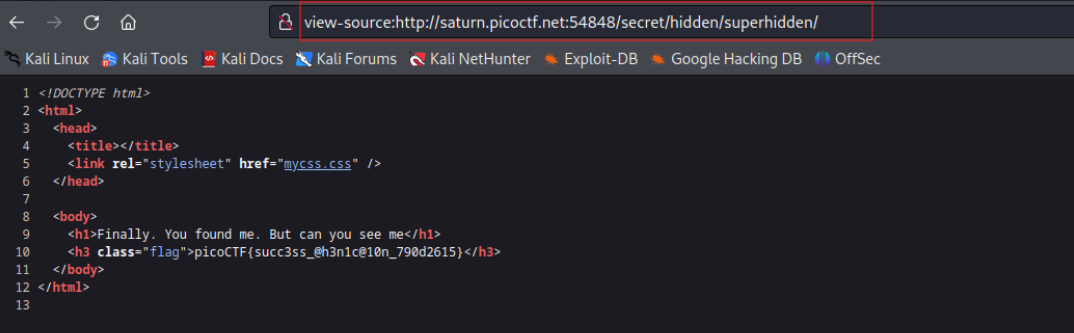 view-source:http://saturn.picoctf.net:54848/secret/hidden/superhidden/
Kali Linux Kali Tools Kali Docs Kali Forums Kali NetHunter Exploit-DB Google Hacking DB OffSec
1 <!DOCTYPE html>
2 <html>
3 <head>
4 <title></title>
5 <link rel="stylesheet" href="mycss.css" />
6 </head>
7
8 <body>
9 <h1>Finally. You found me. But can you see me</h1>
10 <h3 class="flag">picoCTF{succ3ss_@h3n1c@10n_790d2615}</h3>
11 </body>
12 </html>
13